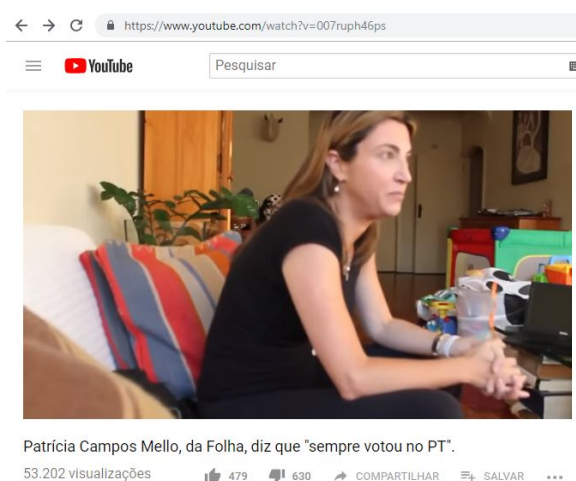 https://www.youtube.com/watch?v=007ruph46ps
YouTube
Pesquisar
Patrícia Campos Mello, da Folha, diz que "sempre votou no PT".
53.202 visualizações 479 630 COMPARTILHAR SALVAR